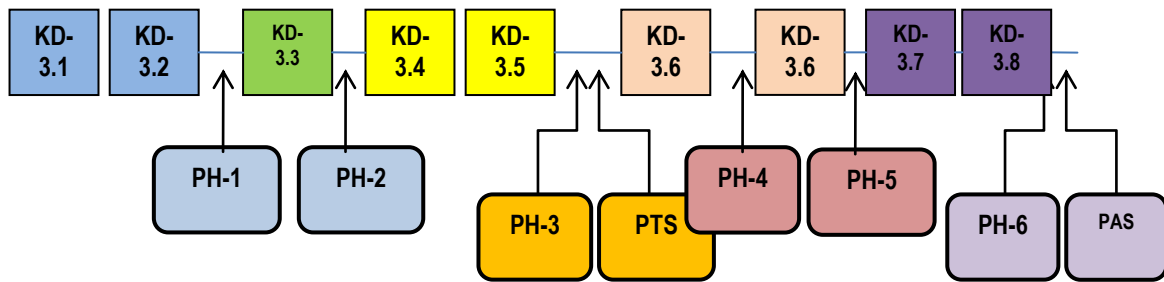 KD-
3.1
KD-
3.2
KD-
3.3
KD-
3.4
KD-
3.5
KD-
3.6
KD-
3.6
KD-
3.7
KD-
3.8
PH-1
PH-2
PH-3
PTS
PH-4
PH-5
PH-6
PAS